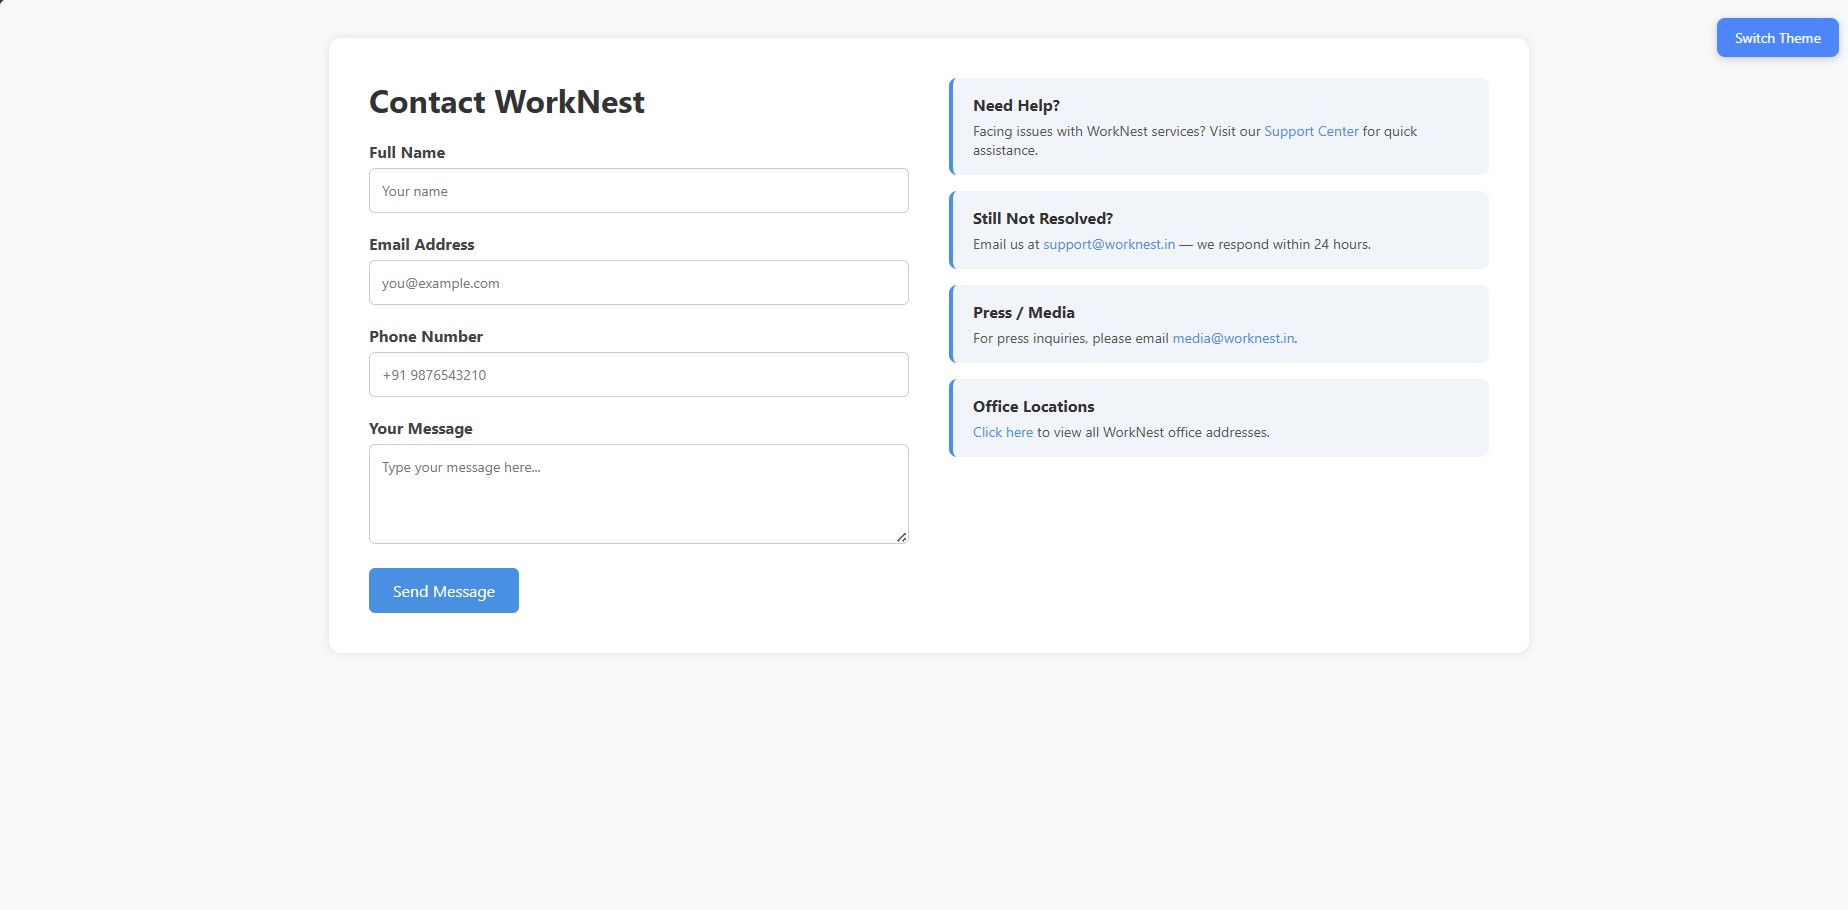 Switch Theme
Contact WorkNest
Full Name
Your name
Email Address
you@example.com
Phone Number
+91 9876543210
Your Message
Type your message here...
Send Message
Need Help?
Facing issues with WorkNest services? Visit our Support Center for quick
assistance.
Still Not Resolved?
Email us at support@worknest.in — we respond within 24 hours.
Press / Media
For press inquiries, please email media@worknest.in.
Office Locations
Click here to view all WorkNest office addresses.